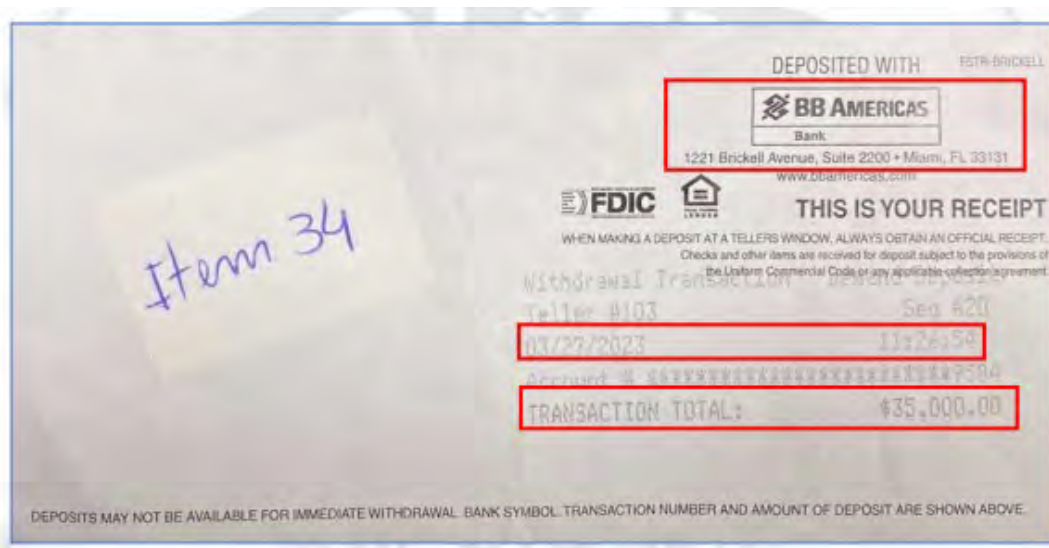 DEPOSITED WITH FSTR-BRICKELL
BB AMERICAS
Bank
1221 Brickell Avenue, Suite 2200 • Miami, FL 33131
www.bbamericas.com
FDIC
LENDER
THIS IS YOUR RECEIPT
WHEN MAKING A DEPOSIT AT A TELLERS WINDOW, ALWAYS OBTAIN AN OFFICIAL RECEIPT.
Checks and other items are received for deposit subject to the provisions of
the Uniform Commercial Code or any applicable collection agreement.
Item 34
Withdrawal Transaction Demand Deposit
Teller #103 Seq #20
03/27/2023 11:26:54
Account # ***************************9584
TRANSACTION TOTAL: $35,000.00
DEPOSITS MAY NOT BE AVAILABLE FOR IMMEDIATE WITHDRAWAL. BANK SYMBOL. TRANSACTION NUMBER AND AMOUNT OF DEPOSIT ARE SHOWN ABOVE.